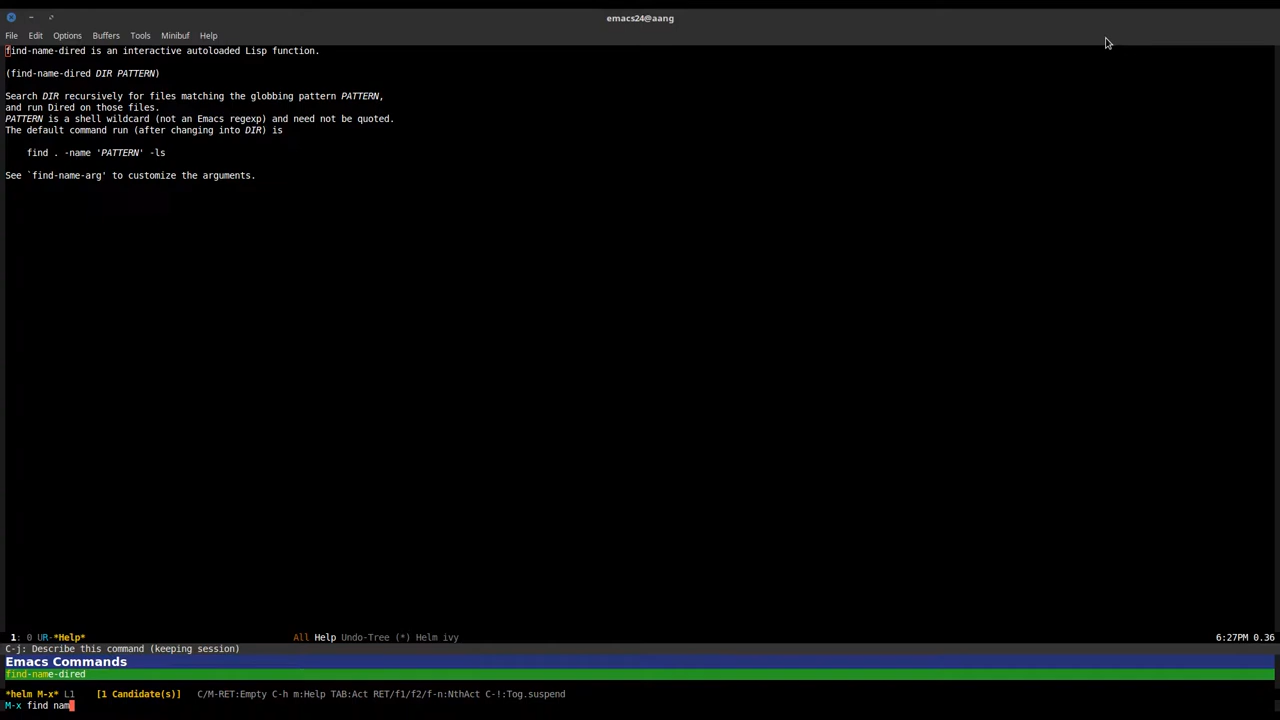 emacs24@aang
File Edit Options Buffers Tools Minibuf Help
find-name-dired is an interactive autoloaded Lisp function.
(find-name-dired DIR PATTERN)
Search DIR recursively for files matching the globbing pattern PATTERN,
and run Dired on those files.
PATTERN is a shell wildcard (not an Emacs regexp) and need not be quoted.
The default command run (after changing into DIR) is
find . -name 'PATTERN' -ls
See `find-name-arg' to customize the arguments.
1: 0 UR-*Help* All Help Undo-Tree (*) Helm ivy 6:27PM 0.36
C-j: Describe this command (keeping session)
Emacs Commands
find-name-dired
*helm M-x* L1 [1 Candidate(s)] C/M-RET:Empty C-h m:Help TAB:Act RET/f1/f2/f-n:NthAct C-!:Tog.suspend
M-x find nam